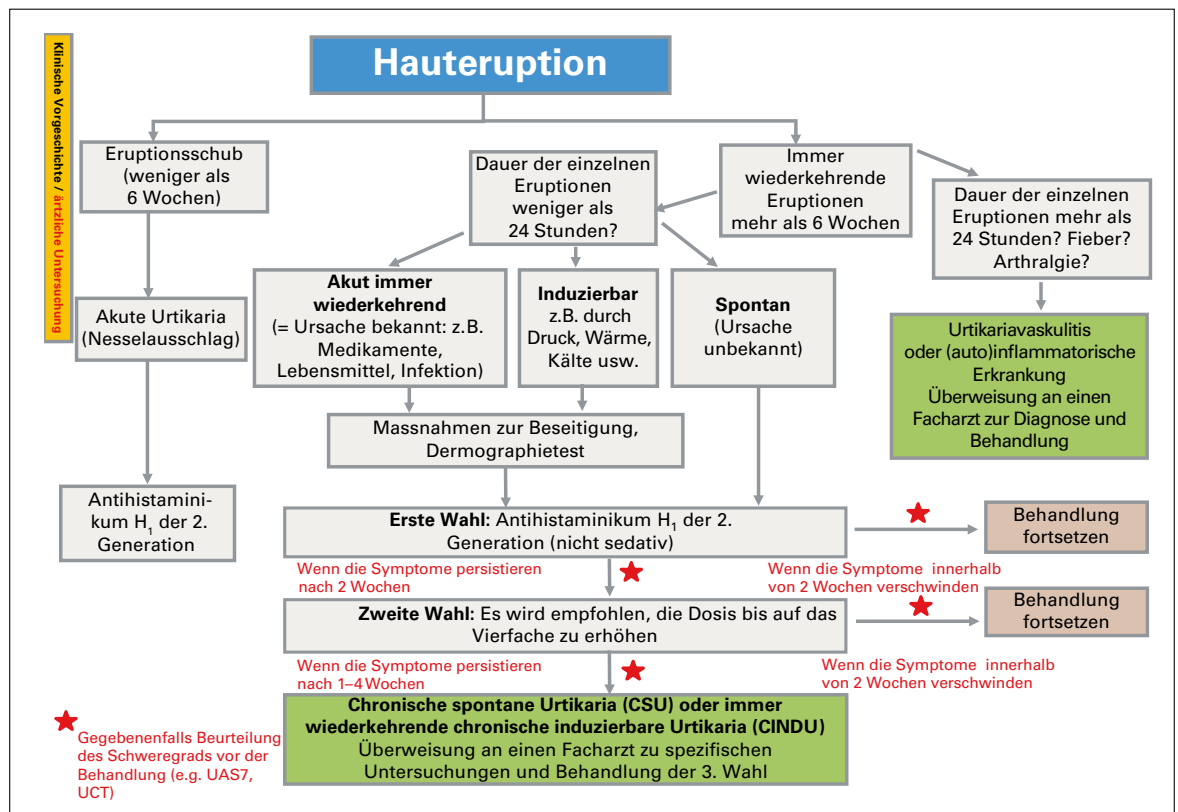 Klinische Vorgeschichte / ärtzliche Untersuchung
Hauteruption
Eruptionsschub
(weniger als
6 Wochen)
Dauer der einzelnen
Eruptionen
weniger als
24 Stunden?
Immer
wiederkehrende
Eruptionen
mehr als 6 Wochen
Dauer der einzelnen
Eruptionen mehr als
24 Stunden? Fieber?
Arthralgie?
Akute Urtikaria
(Nesselausschlag)
Akut immer
wiederkehrend
(= Ursache bekannt: z.B.
Medikamente,
Lebensmittel, Infektion)
Induzierbar
z.B. durch
Druck, Wärme,
Kälte usw.
Spontan
(Ursache
unbekannt)
Urtikariavaskulitis
oder (auto)inflammatorische
Erkrankung
Überweisung an einen
Facharzt zur Diagnose und
Behandlung
Massnahmen zur Beseitigung,
Dermographietest
Antihistamini-
kum H₁ der 2.
Generation
Erste Wahl: Antihistaminikum H₁ der 2.
Generation (nicht sedativ)
Behandlung
fortsetzen
Wenn die Symptome persistieren
nach 2 Wochen
Wenn die Symptome innerhalb
von 2 Wochen verschwinden
Zweite Wahl: Es wird empfohlen, die Dosis bis auf das
Vierfache zu erhöhen
Behandlung
fortsetzen
Wenn die Symptome persistieren
nach 1–4 Wochen
Wenn die Symptome innerhalb
von 2 Wochen verschwinden
Chronische spontane Urtikaria (CSU) oder immer
wiederkehrende chronische induzierbare Urtikaria (CINDU)
Überweisung an einen Facharzt zu spezifischen
Untersuchungen und Behandlung der 3. Wahl
Gegebenenfalls Beurteilung
des Schweregrads vor der
Behandlung (e.g. UAS7,
UCT)